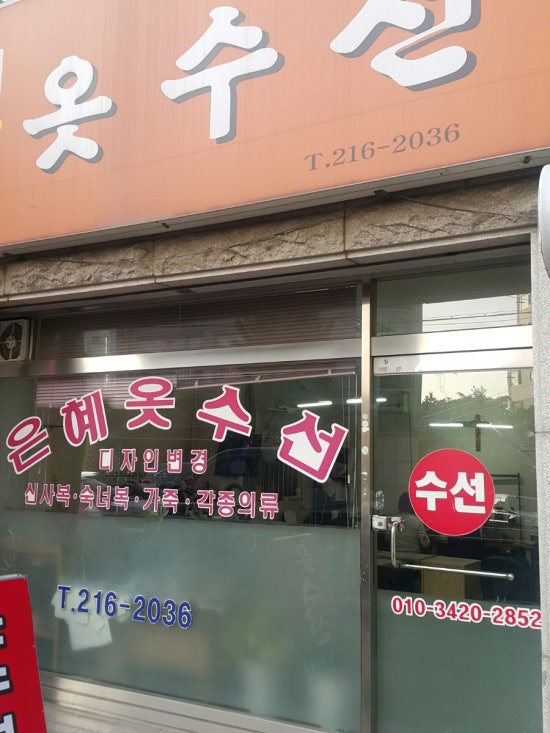 옷수선
T.216-2036
은혜옷수선
디자인변경
신사복·숙녀복·가죽·각종의류
수선
T.216-2036
010-3420-2852